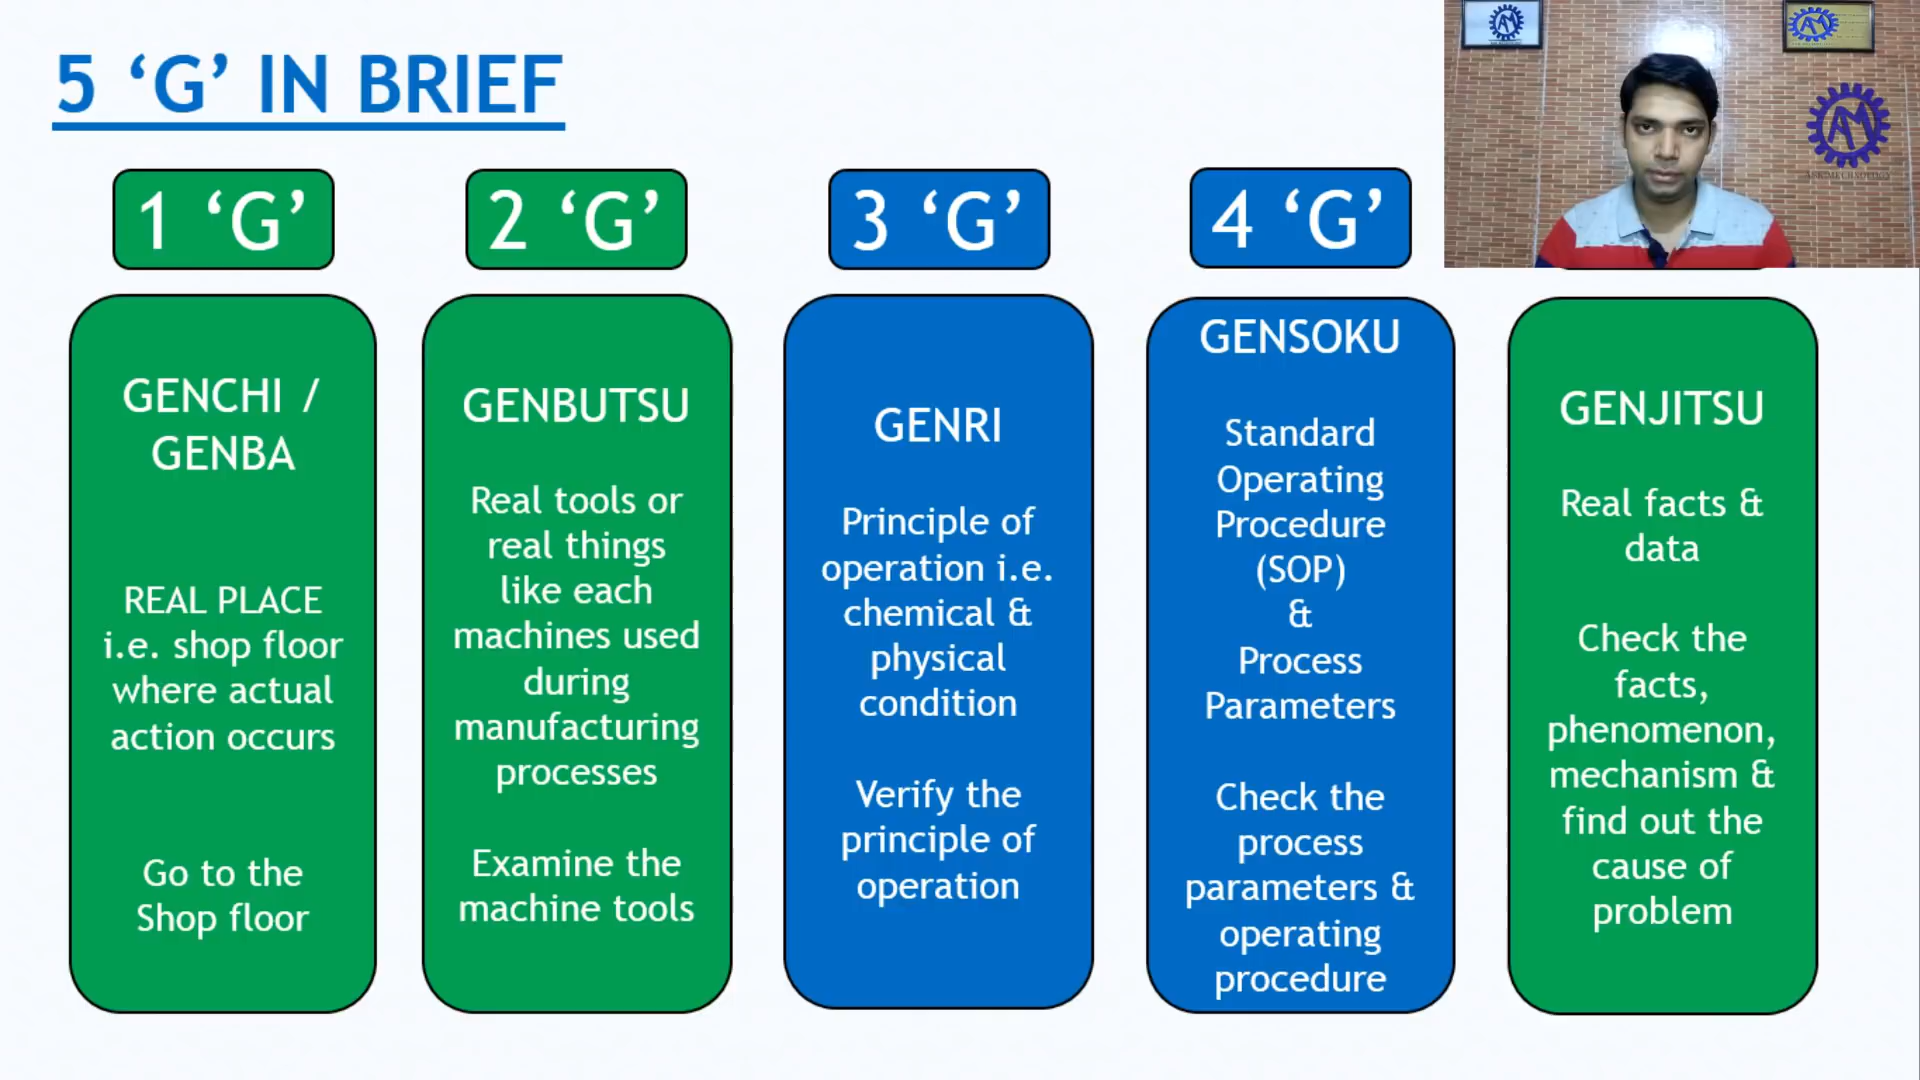 5 ‘G’ IN BRIEF
1 ‘G’
2 ‘G’
3 ‘G’
4 ‘G’
GENCHI /
GENBA
REAL PLACE
i.e. shop floor
where actual
action occurs
Go to the
Shop floor
GENBUTSU
Real tools or
real things
like each
machines used
during
manufacturing
processes
Examine the
machine tools
GENRI
Principle of
operation i.e.
chemical &
physical
condition
Verify the
principle of
operation
GENSOKU
Standard
Operating
Procedure
(SOP)
&
Process
Parameters
Check the
process
parameters &
operating
procedure
GENJITSU
Real facts &
data
Check the
facts,
phenomenon,
mechanism &
find out the
cause of
problem
AM
AM
AM